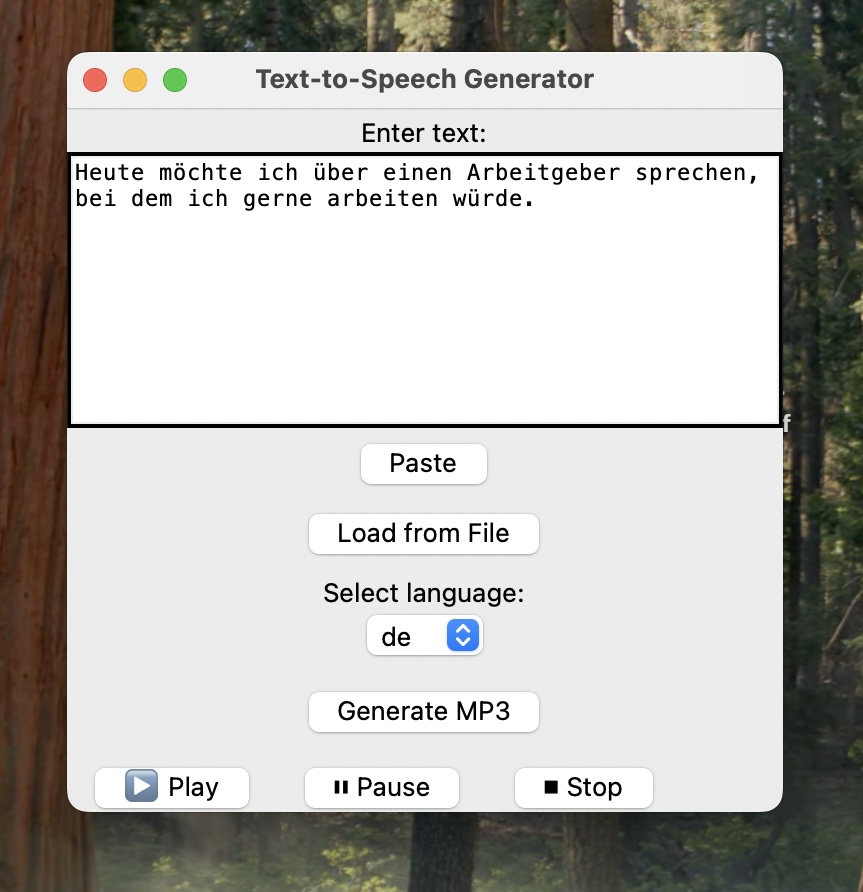 Text-to-Speech Generator
Enter text:
Heute möchte ich über einen Arbeitgeber sprechen,
bei dem ich gerne arbeiten würde.
f
Paste
Load from File
Select language:
de
Generate MP3
Play
Pause
Stop